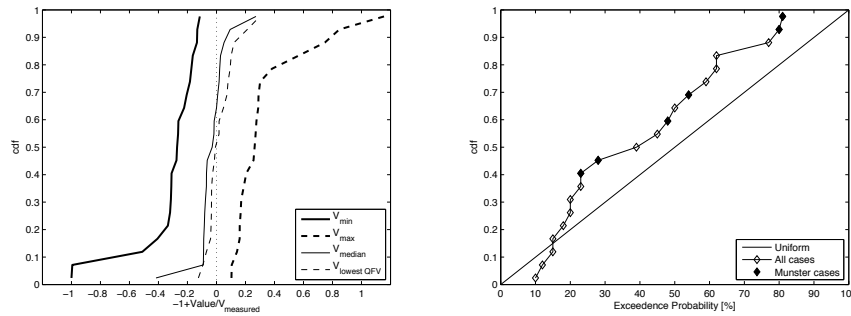 1
0.9
0.8
0.7
0.6
0.5
0.4
0.3
0.2
0.1
0
cdf
−1 −0.8 −0.6 −0.4 −0.2 0 0.2 0.4 0.6 0.8 1
−1+Value/Vmeasured
Vmin
Vmax
Vmedian
Vlowest QFV
1
0.9
0.8
0.7
0.6
0.5
0.4
0.3
0.2
0.1
0
cdf
0 10 20 30 40 50 60 70 80 90 100
Exceedence Probability [%]
Uniform
All cases
Munster cases